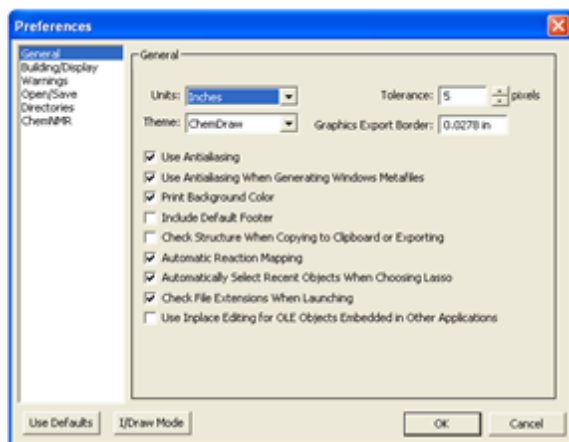 Preferences
General
Building/Display
Warnings
Open/Save
Directories
ChemNMR
General
Units: Inches Tolerance: 5 pixels
Theme: ChemDraw Graphics Export Border: 0.0278 in
Use Antialiasing
Use Antialiasing When Generating Windows Metafiles
Print Background Color
Include Default Footer
Check Structure When Copying to Clipboard or Exporting
Automatic Reaction Mapping
Automatically Select Recent Objects When Choosing Lasso
Check File Extensions When Launching
Use Inplace Editing for OLE Objects Embedded in Other Applications
Use Defaults I/Draw Mode OK Cancel